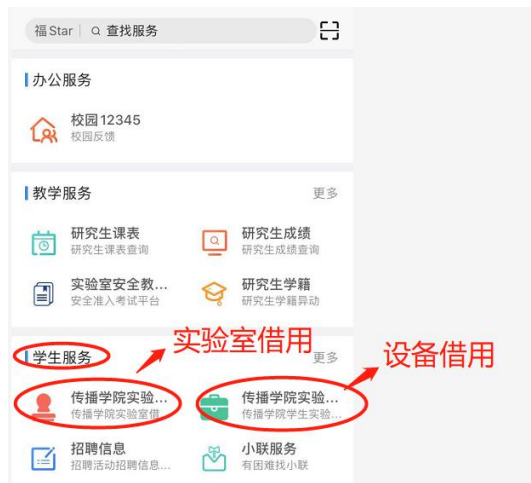 福Star 查找服务
办公服务
校园12345
校园反馈
教学服务 更多
研究生课表 研究生成绩
研究生课表查询 研究生成绩查询
实验室安全教... 研究生学籍
安全准入考试平台 研究生学籍异动
实验室借用
学生服务 更多 设备借用
传播学院实验... 传播学院实验...
传播学院实验室借 传播学院学生实验...
招聘信息 小联服务
招聘活动招聘信息... 有困难找小联